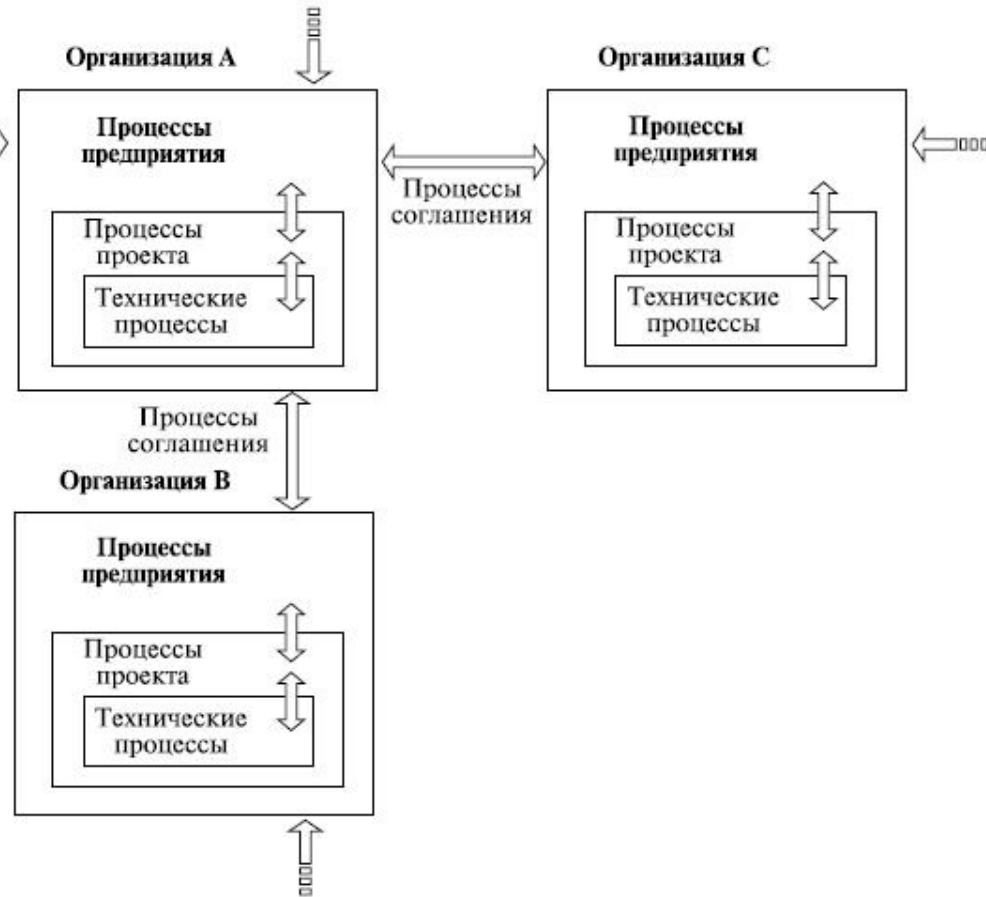 Организация А
Процессы
предприятия
Процессы
проекта
Технические
процессы
Процессы
соглашения
Организация С
Процессы
предприятия
Процессы
проекта
Технические
процессы
Процессы
соглашения
Организация В
Процессы
предприятия
Процессы
проекта
Технические
процессы